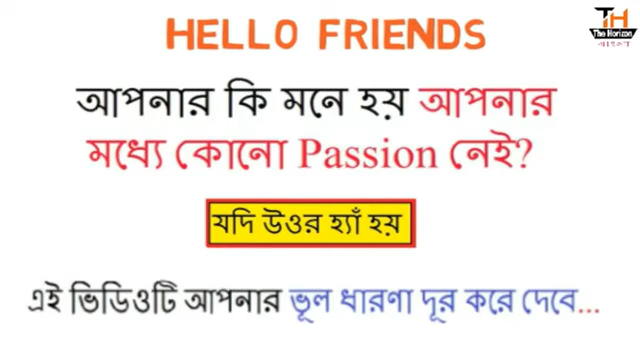 HELLO FRIENDS
TH
The Horizon
বাংলা
আপনার কি মনে হয় আপনার
মধ্যে কোনো Passion নেই?
যদি উওর হ্যাঁ হয়
এই ভিডিওটি আপনার ভূল ধারণা দূর করে দেবে...